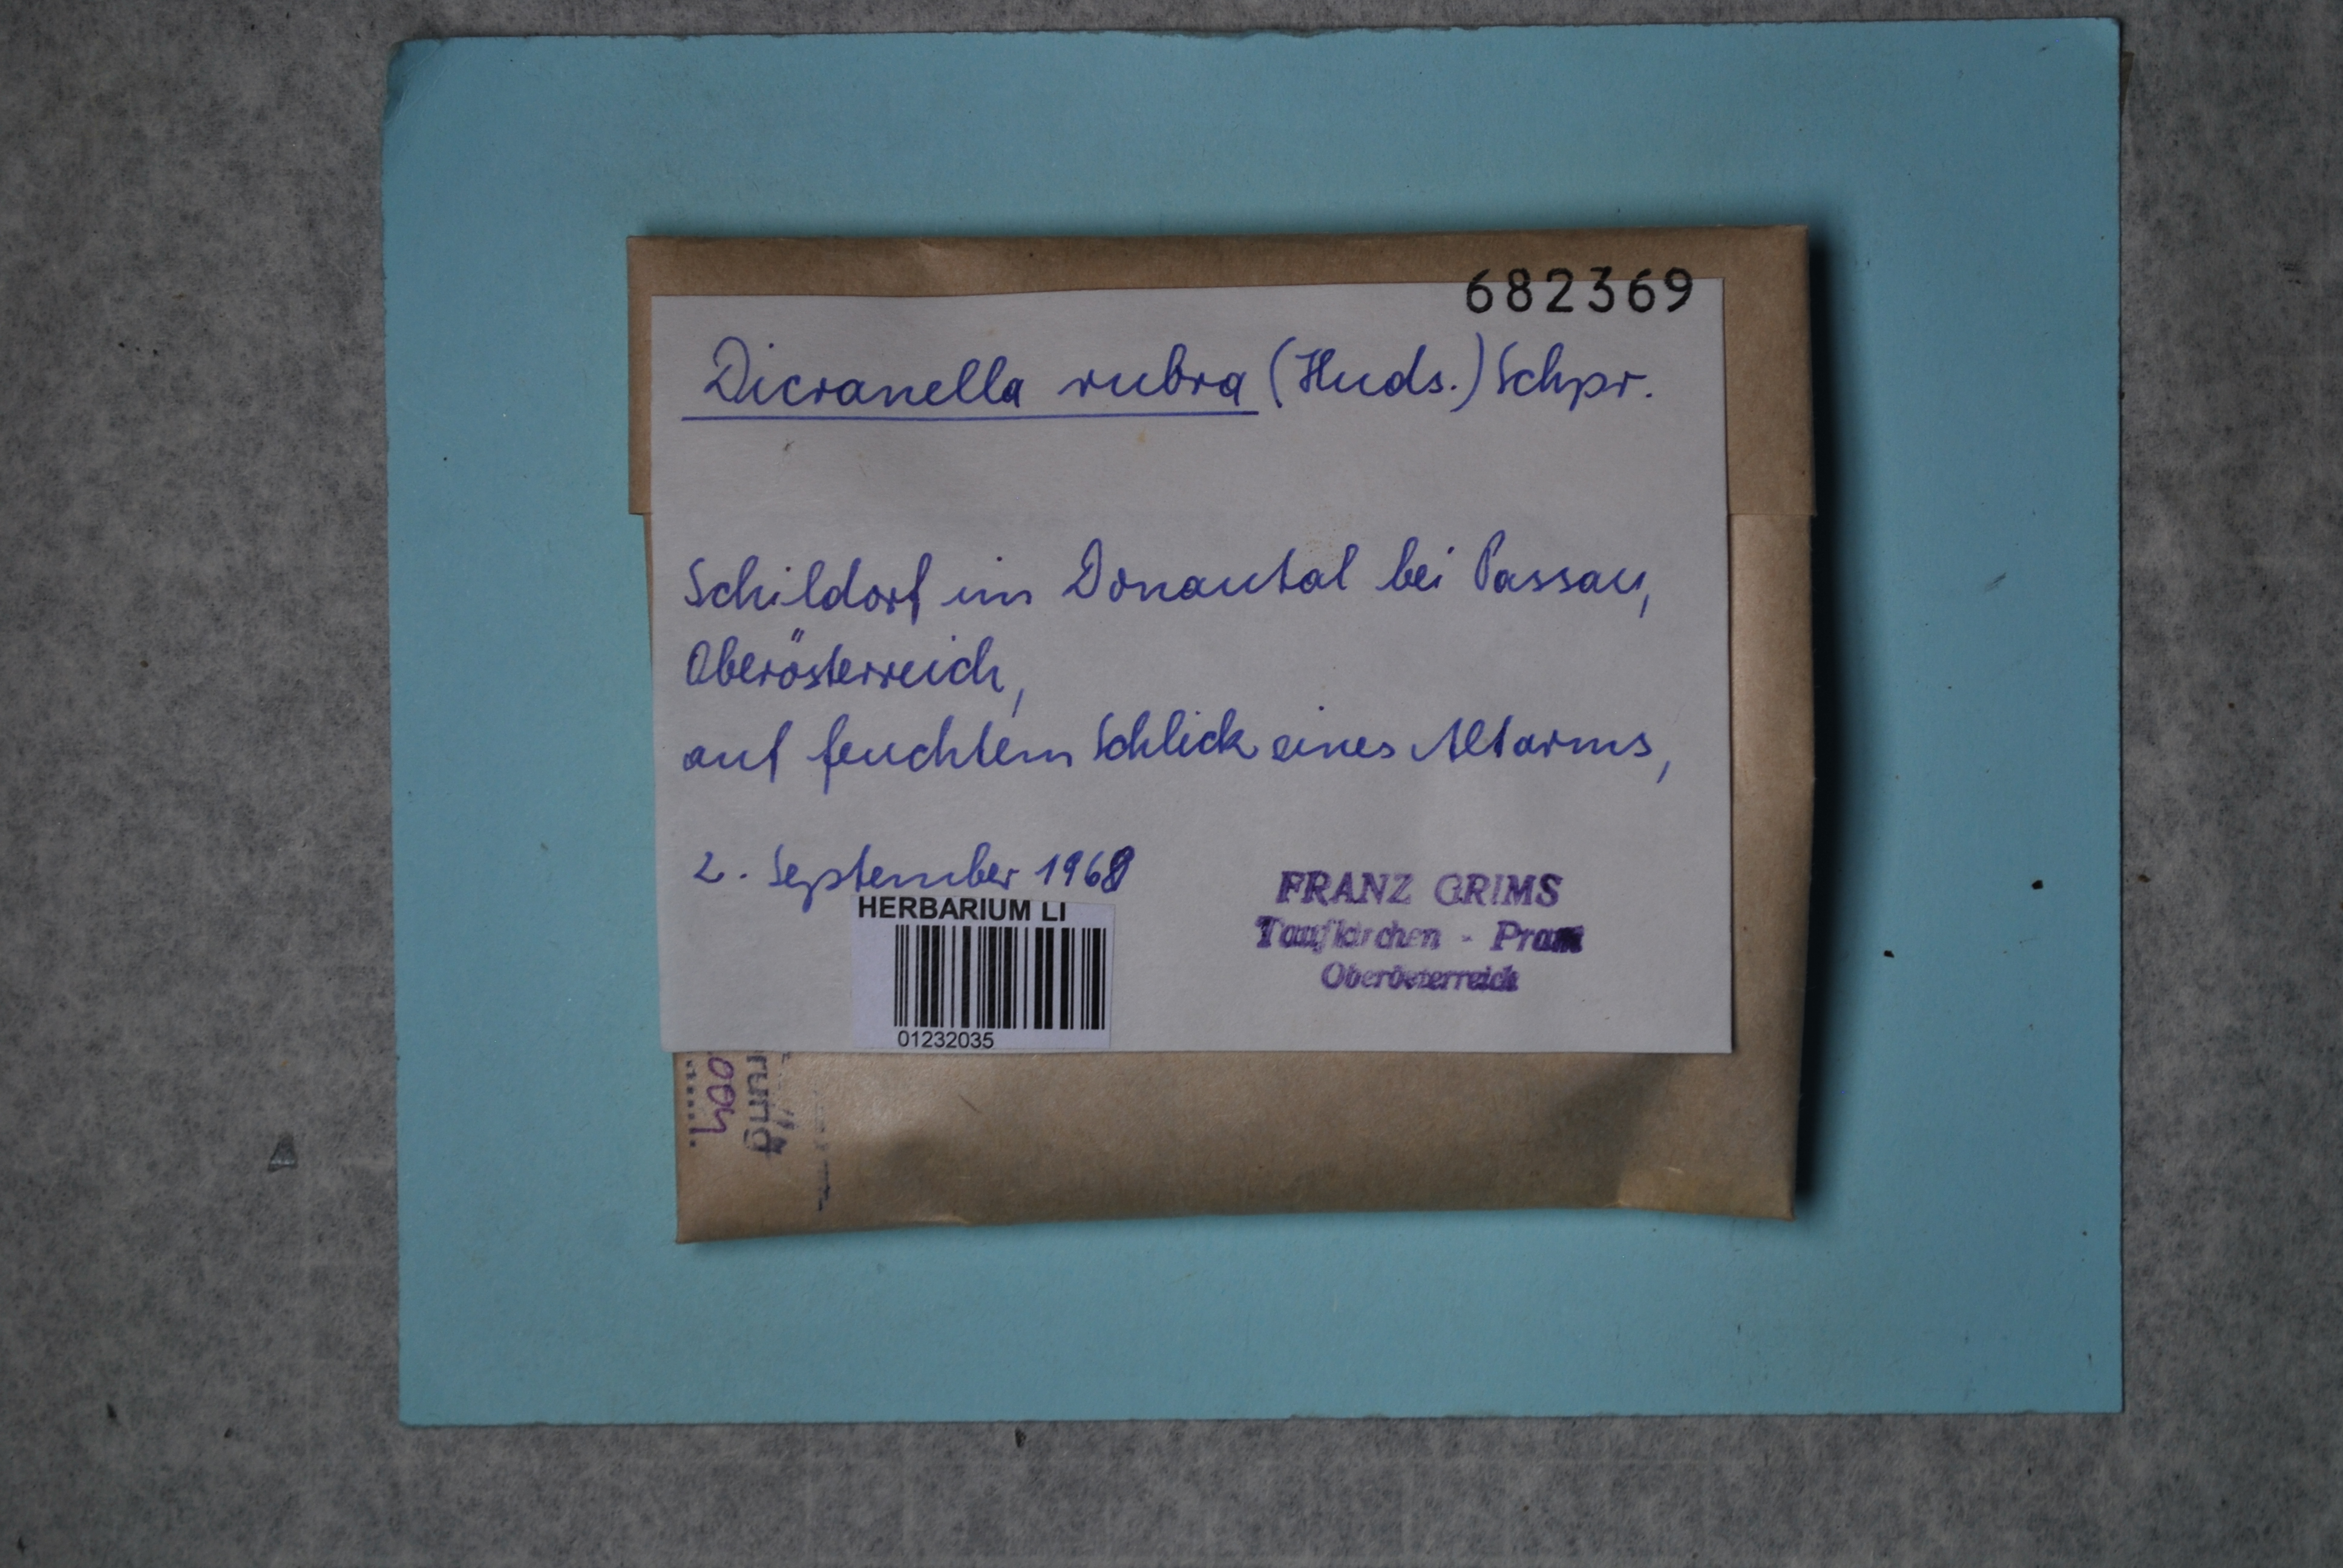 682369
Dicranella rubra (Huds.) Schpr.
Schildorf im Donautal bei Passau,
Oberösterreich,
auf feuchtem Schlick eines Altarms,
2. September 1968
FRANZ GRIMS
Taufkirchen - Pram
Oberösterreich
HERBARIUM LI
01232035
rung